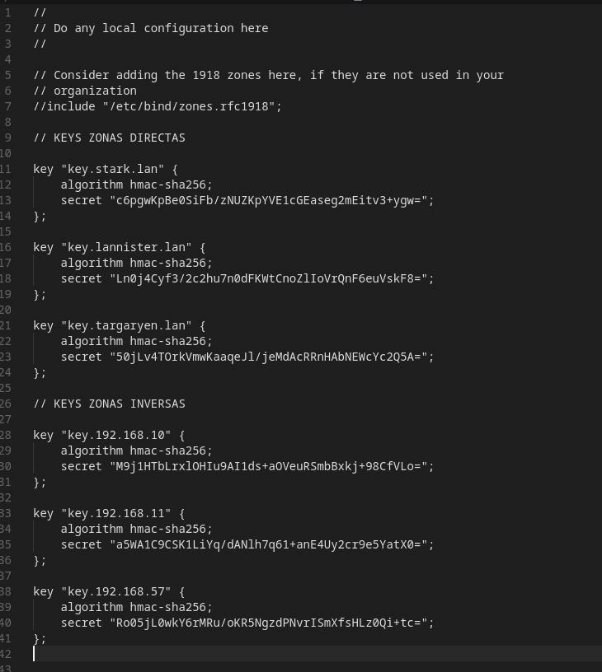 1 //
2 // Do any local configuration here
3 //
4
5 // Consider adding the 1918 zones here, if they are not used in your
6 // organization
7 //include "/etc/bind/zones.rfc1918";
8
9 // KEYS ZONAS DIRECTAS
10
11 key "key.stark.lan" {
12 algorithm hmac-sha256;
13 secret "c6pgwKpBe0SiFb/zNUZKpYVE1cGEaseg2mEitv3+ygw=";
14 };
15
16 key "key.lannister.lan" {
17 algorithm hmac-sha256;
18 secret "Ln0j4Cyf3/2c2hu7n0dFKWtCnoZlIoVrQnF6euVskF8=";
19 };
20
21 key "key.targaryen.lan" {
22 algorithm hmac-sha256;
23 secret "50jLv4TOrkVmwKaaqeJl/jeMdAcRRnHAbNEWcYc2Q5A=";
24 };
25
26 // KEYS ZONAS INVERSAS
27
28 key "key.192.168.10" {
29 algorithm hmac-sha256;
30 secret "M9j1HTbLrxlOHIu9AI1ds+aOVeuRSmbBxkj+98CfVLo=";
31 };
32
33 key "key.192.168.11" {
34 algorithm hmac-sha256;
35 secret "a5WA1C9CSK1LiYq/dANlh7q61+anE4Uy2cr9e5YatX0=";
36 };
37
38 key "key.192.168.57" {
39 algorithm hmac-sha256;
40 secret "Ro05jL0wkY6rMRu/oKR5NgzdPNvrISmXfsHLz0Qi+tc=";
41 };
42
43